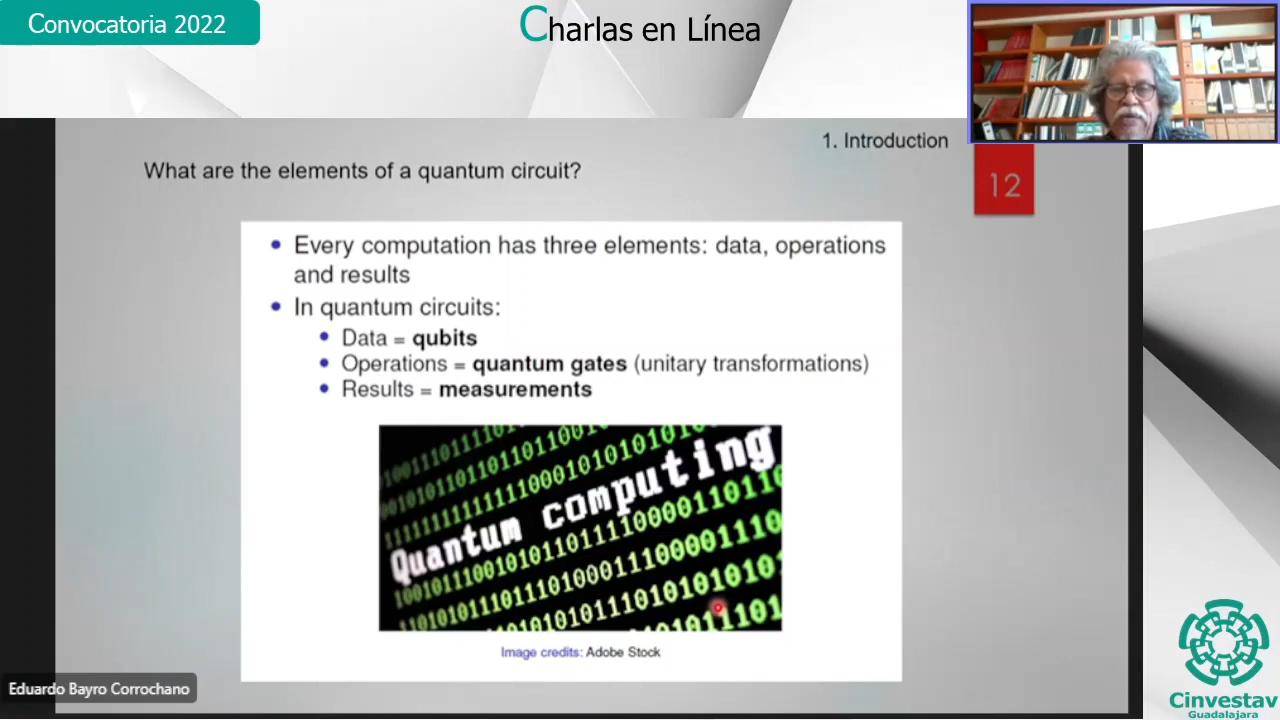 Convocatoria 2022
Charlas en Línea
1. Introduction
12
What are the elements of a quantum circuit?
• Every computation has three elements: data, operations
and results
• In quantum circuits:
• Data = qubits
• Operations = quantum gates (unitary transformations)
• Results = measurements
Quantum computing
Image credits: Adobe Stock
Eduardo Bayro Corrochano
Cinvestav
Guadalajara